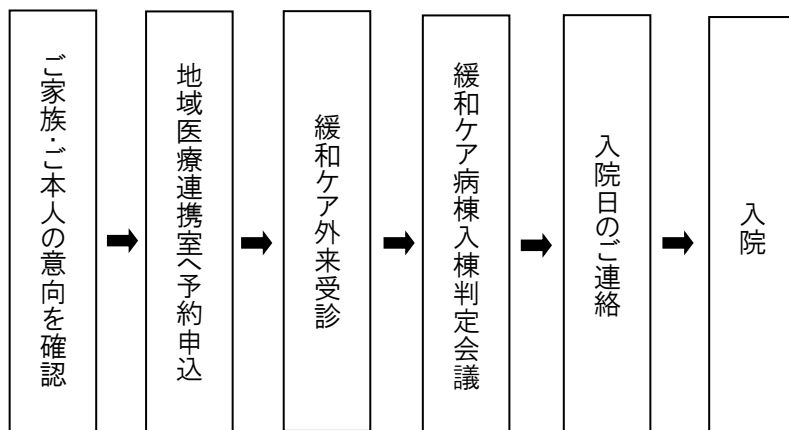 ご家族・ご本人の意向を確認
地域医療連携室へ予約申込
緩和ケア外来受診
緩和ケア病棟入棟判定会議
入院日のご連絡
入院